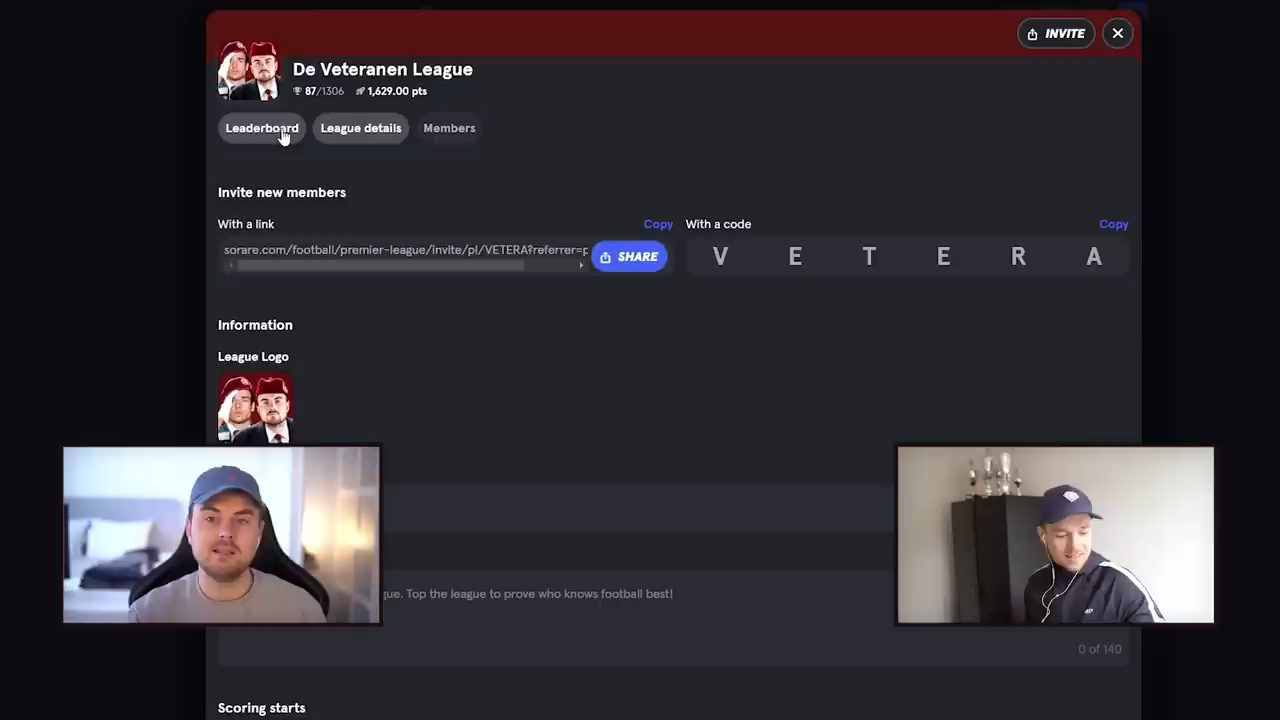 INVITE
De Veteranen League
87/1306 1,629.00 pts
Leaderboard League details Members
Invite new members
With a link Copy With a code Copy
sorare.com/football/premier-league/invite/pl/VETERA?referrer=p SHARE V E T E R A
Information
League Logo
gue. Top the league to prove who knows football best!
0 of 140
Scoring starts